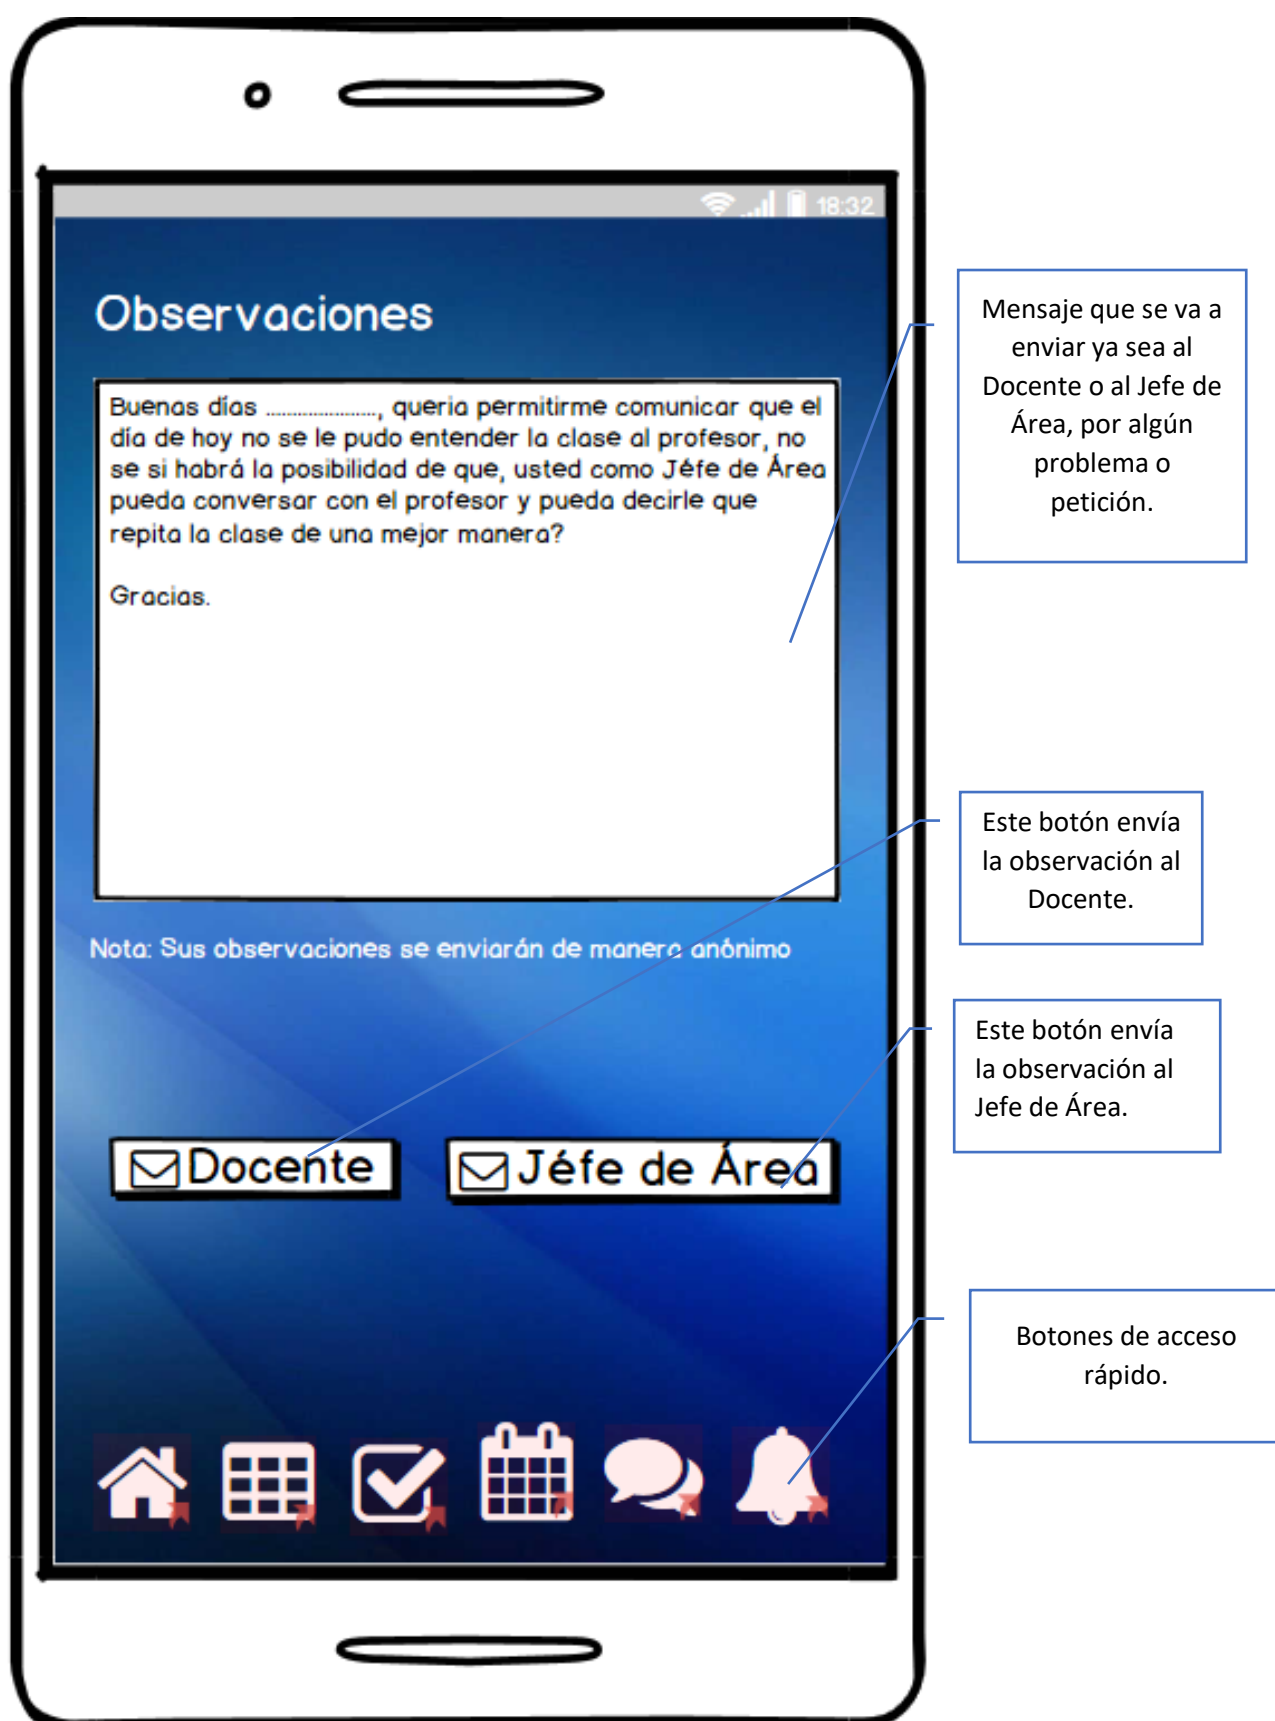 18:32
Observaciones
Buenas días ......................, queria permitirme comunicar que el
día de hoy no se le pudo entender la clase al profesor, no
se si habrá la posibilidad de que, usted como Jéfe de Área
pueda conversar con el profesor y pueda decirle que
repita la clase de una mejor manera?
Gracias.
Nota: Sus observaciones se enviarán de manera anónimo
Docente
Jéfe de Área
Mensaje que se va a
enviar ya sea al
Docente o al Jefe de
Área, por algún
problema o
petición.
Este botón envía
la observación al
Docente.
Este botón envía
la observación al
Jefe de Área.
Botones de acceso
rápido.